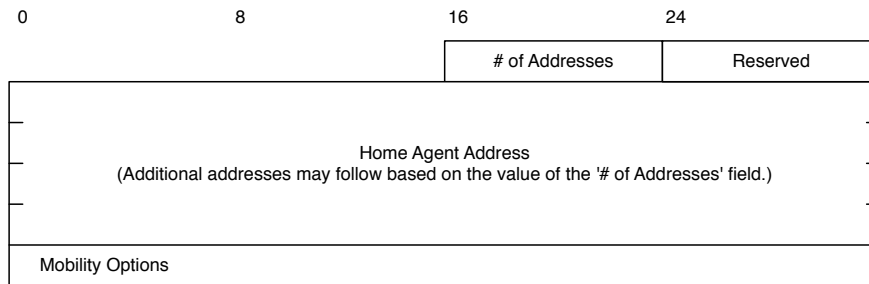 0 8 16 24
# of Addresses Reserved
Home Agent Address
(Additional addresses may follow based on the value of the '# of Addresses' field.)
Mobility Options